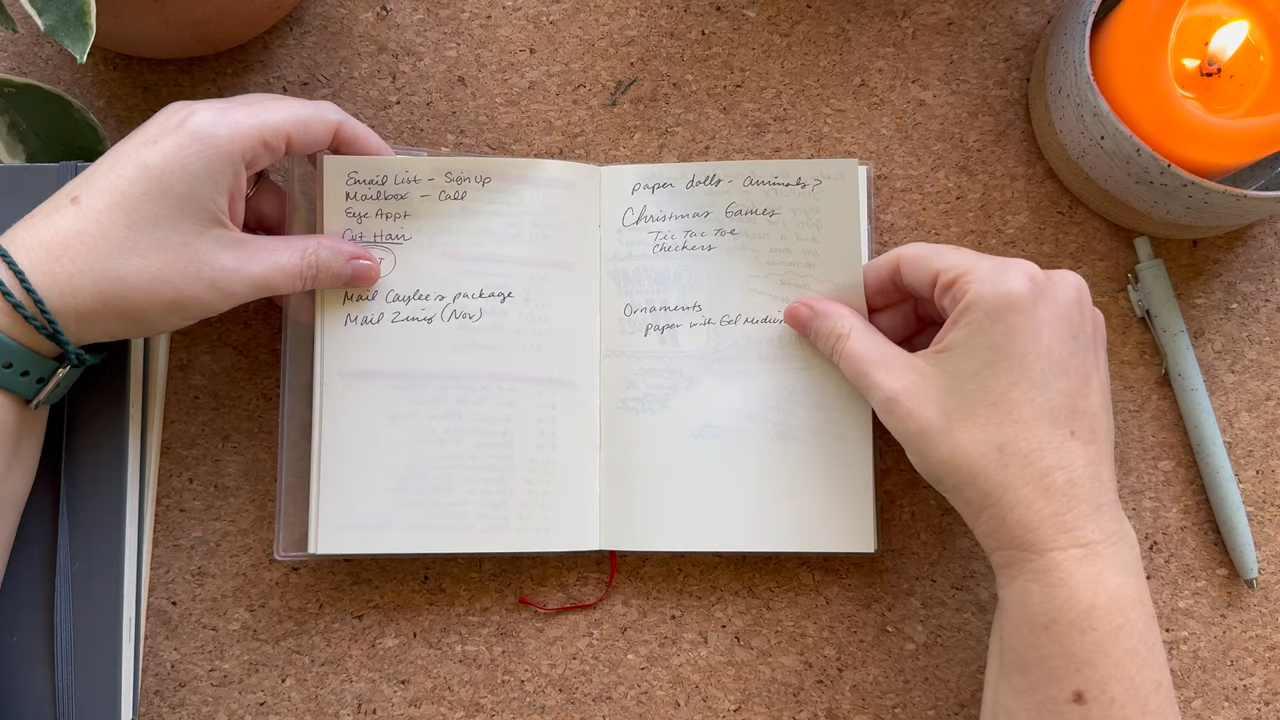 Email List - Sign Up
Mailbox - Call
Eye Appt
Cut Hair
Mail Caylee's package
Mail Zines (Nov)
paper dolls - animals?
Christmas Games
Tic Tac Toe
Checkers
Ornaments
paper with Gel